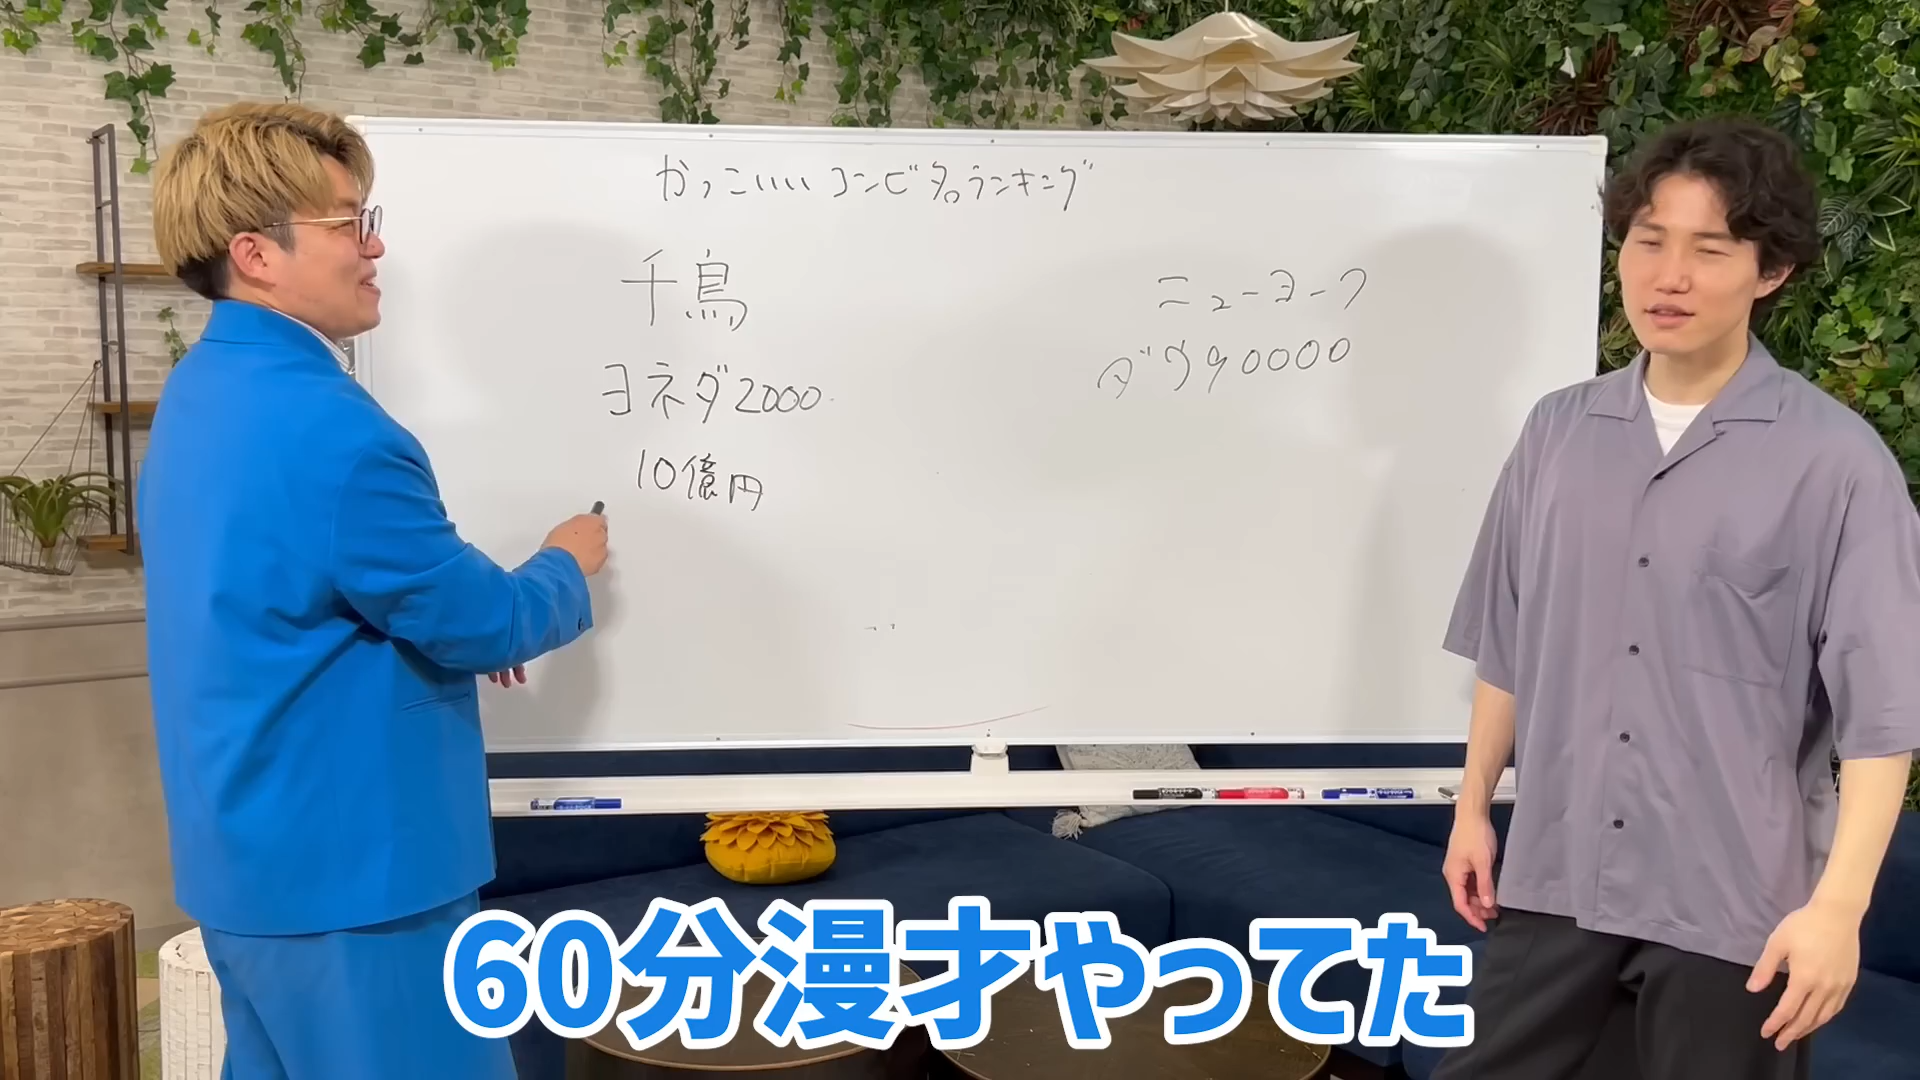 かっこいいコンビ名ランキング
千鳥
ニューヨーク
ヨネダ2000
ダウ90000
10億円
60分漫才やってた